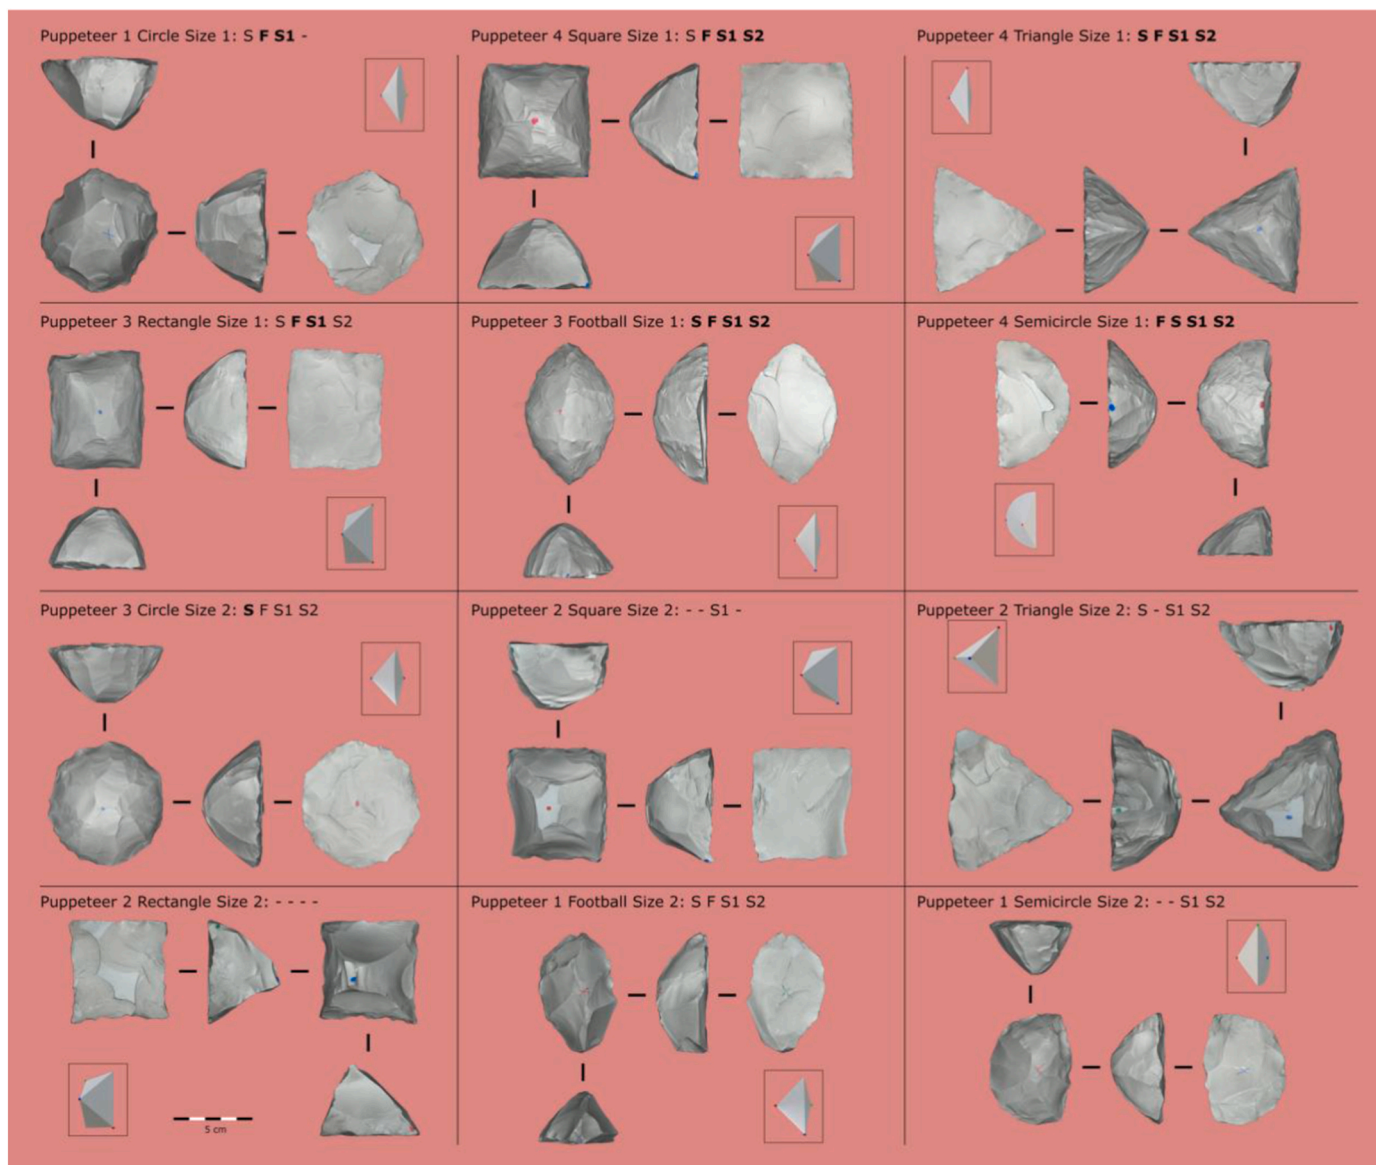 Puppeteer 1 Circle Size 1: S F S1 -
Puppeteer 4 Square Size 1: S F S1 S2
Puppeteer 4 Triangle Size 1: S F S1 S2
Puppeteer 3 Rectangle Size 1: S F S1 S2
Puppeteer 3 Football Size 1: S F S1 S2
Puppeteer 4 Semicircle Size 1: F S S1 S2
Puppeteer 3 Circle Size 2: S F S1 S2
Puppeteer 2 Square Size 2: - - S1 -
Puppeteer 2 Triangle Size 2: S - S1 S2
Puppeteer 2 Rectangle Size 2: - - - -
Puppeteer 1 Football Size 2: S F S1 S2
Puppeteer 1 Semicircle Size 2: - - S1 S2
5 cm